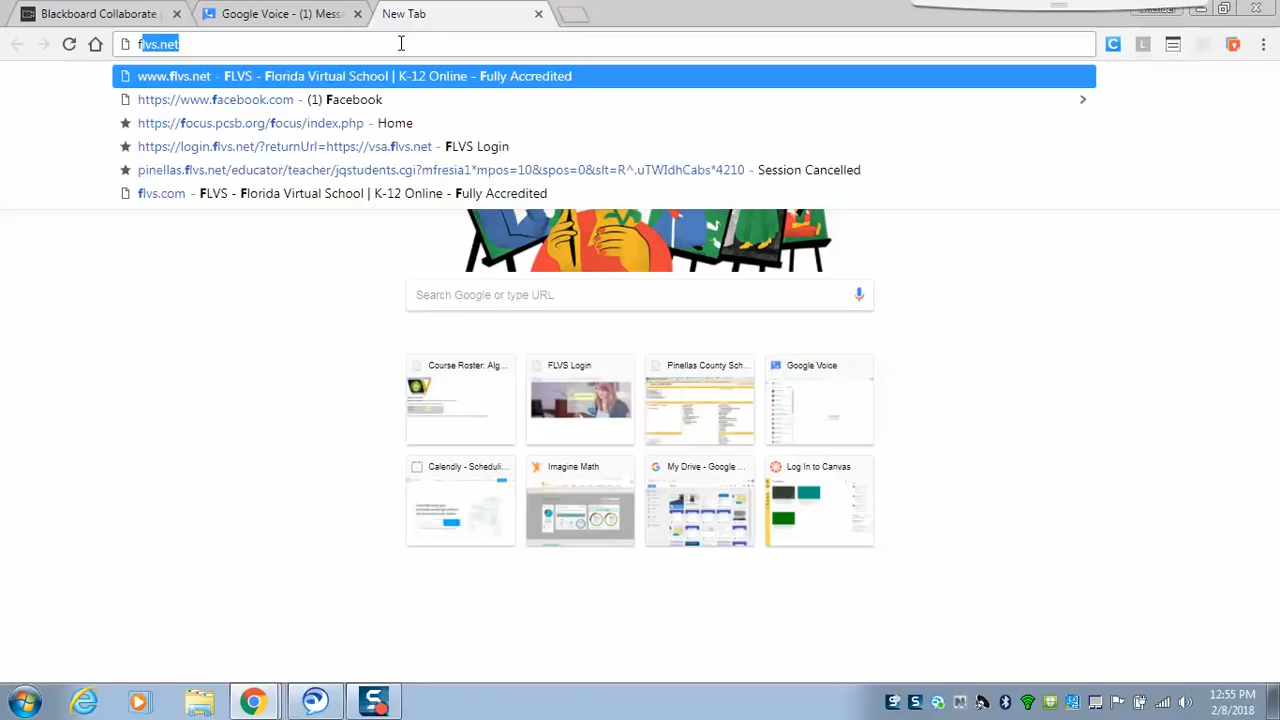 Blackboard Collaborate
Google Voice - (1) Mess
New Tab
flvs.net
www.flvs.net - FLVS - Florida Virtual School | K-12 Online - Fully Accredited
https://www.facebook.com - (1) Facebook
https://focus.pcsb.org/focus/index.php - Home
https://login.flvs.net/?returnUrl=https://vsa.flvs.net - FLVS Login
pinellas.flvs.net/educator/teacher/jqstudents.cgi?mfresia1*mpos=10&spos=0&slt=R^.uTWIdhCabs*4210 - Session Cancelled
flvs.com - FLVS - Florida Virtual School | K-12 Online - Fully Accredited
Search Google or type URL
Course Roster: Alg...
FLVS Login
Pinellas County Sch...
Google Voice
Calendly - Scheduli...
Imagine Math
My Drive - Google ...
Log In to Canvas
12:55 PM
2/8/2018